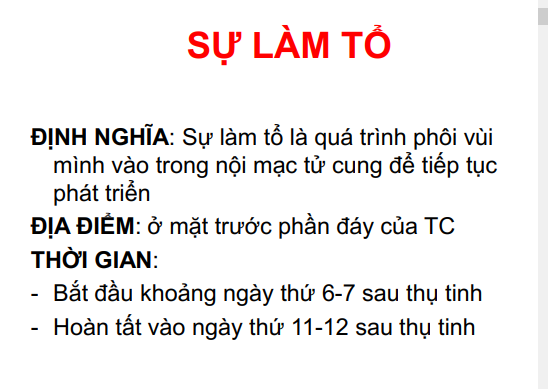 SỰ LÀM TỔ
ĐỊNH NGHĨA: Sự làm tổ là quá trình phôi vùi
mình vào trong nội mạc tử cung để tiếp tục
phát triển
ĐỊA ĐIỂM: ở mặt trước phần đáy của TC
THỜI GIAN:
- Bắt đầu khoảng ngày thứ 6-7 sau thụ tinh
- Hoàn tất vào ngày thứ 11-12 sau thụ tinh